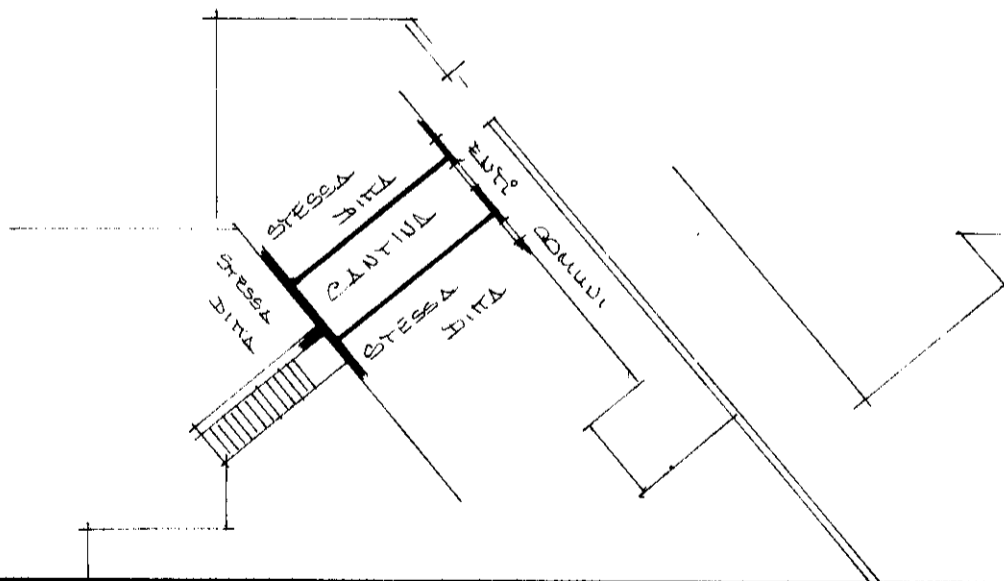 STESSA
DITTA
ENTI
COMUNI
CANTINA
STESSA
DITTA
STESSA
DITTA